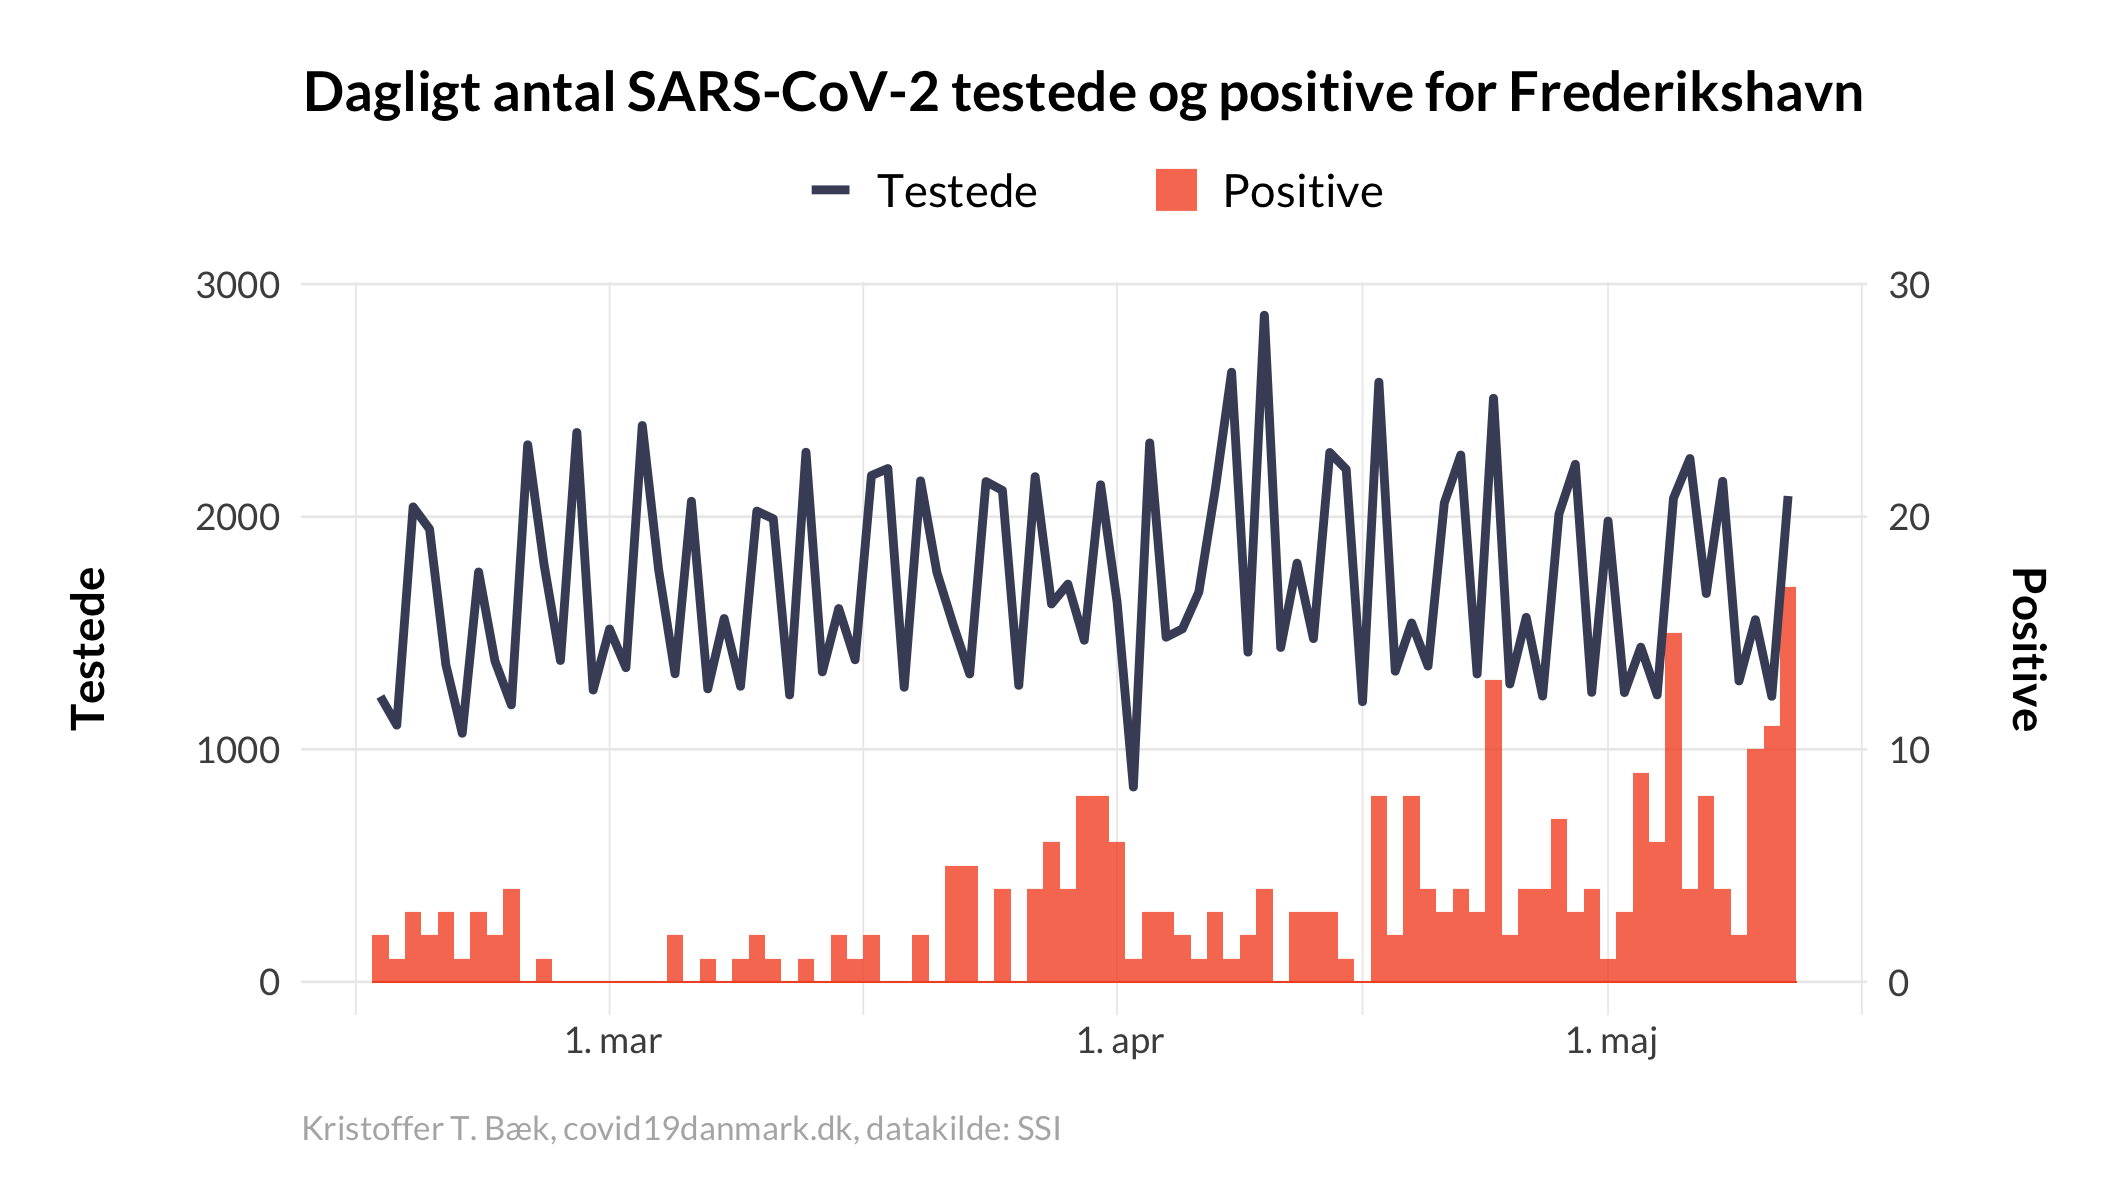 Dagligt antal SARS-CoV-2 testede og positive for Frederikshavn
Testede
Positive
3000
2000
1000
0
30
20
10
0
Testede
Positive
1. mar
1. apr
1. maj
Kristoffer T. Bæk, covid19danmark.dk, datakilde: SSI